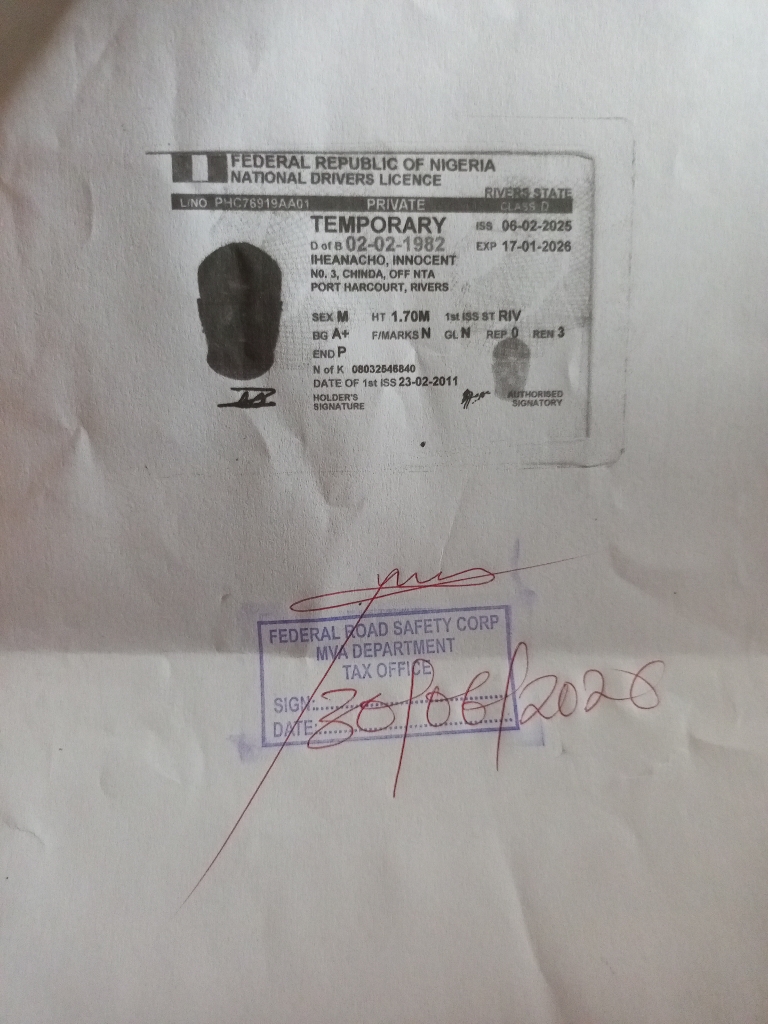 FEDERAL REPUBLIC OF NIGERIA
NATIONAL DRIVERS LICENCE
RIVERS STATE
L/NO PHC76919AA01 PRIVATE CLASS D
TEMPORARY ISS 06-02-2025
D of B 02-02-1982 EXP 17-01-2026
IHEANACHO, INNOCENT
NO. 3, CHINDA, OFF NTA
PORT HARCOURT, RIVERS
SEX M HT 1.70M 1st ISS ST RIV
BG A+ F/MARKS N GL N REP 0 REN 3
END P
N of K 08032546840
DATE OF 1st ISS 23-02-2011
HOLDER'S AUTHORISED
SIGNATURE SIGNATORY
FEDERAL ROAD SAFETY CORP
MVA DEPARTMENT
TAX OFFICE
SIGN:
DATE: 30/06/2026